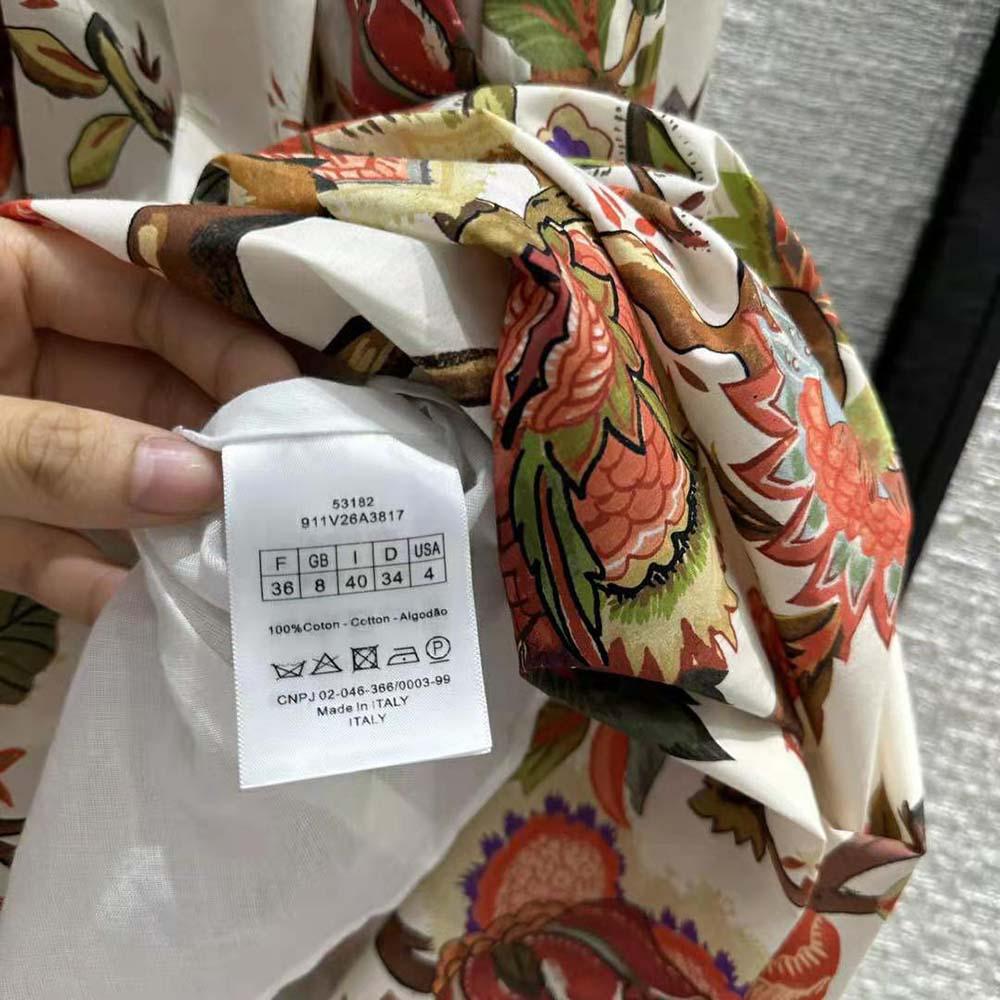 53182
911V26A3817
F GB I D USA
36 8 40 34 4
100%Coton - Cotton - Algodão
P
CNPJ 02-046-366/0003-99
Made In ITALY
ITALY